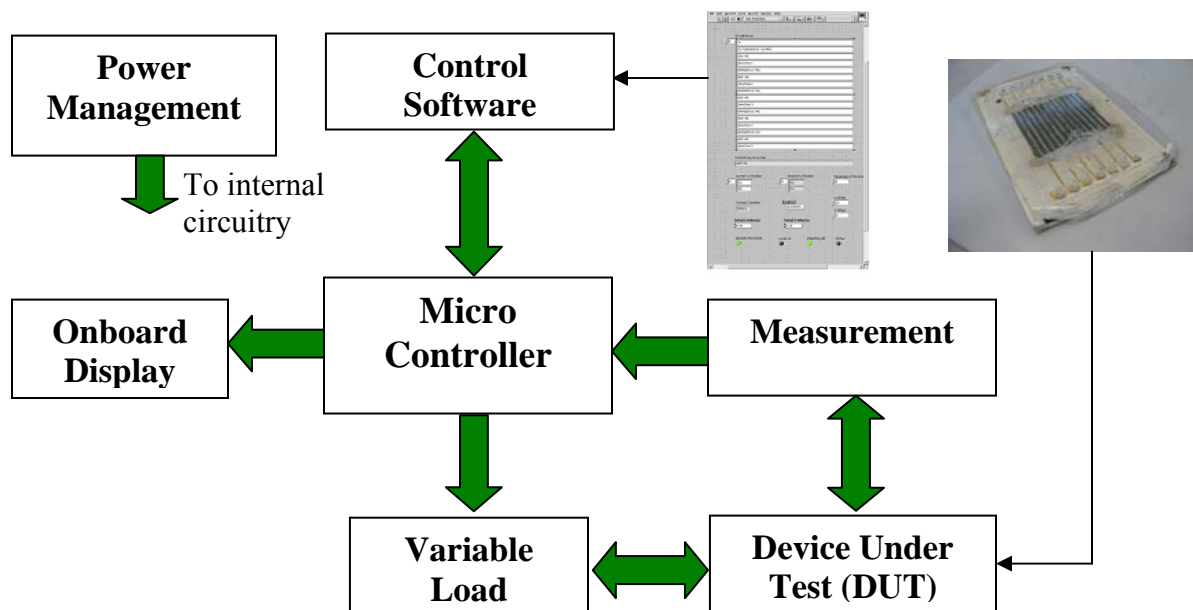 Power
Management
To internal
circuitry
Control
Software
Onboard
Display
Micro
Controller
Measurement
Variable
Load
Device Under
Test (DUT)